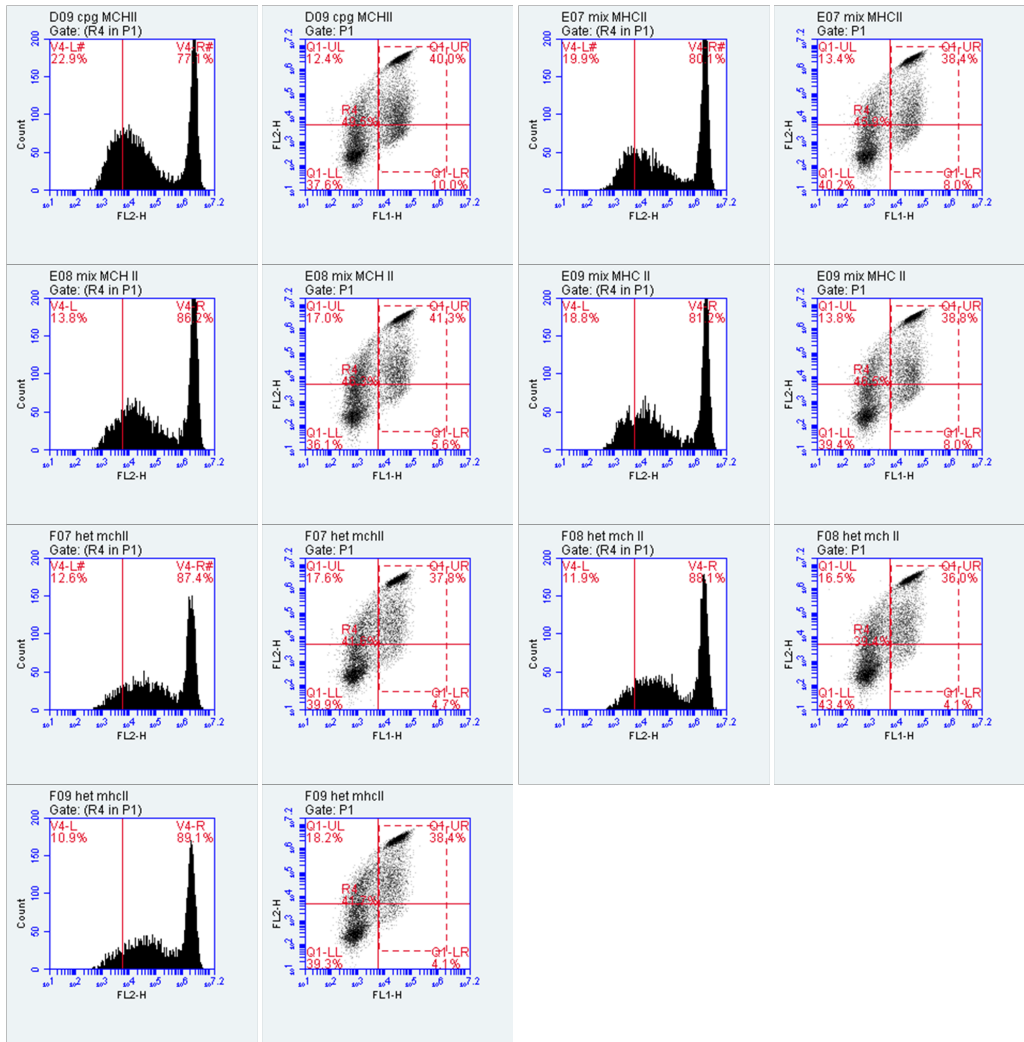 D09 cpg MCHII
Gate: (R4 in P1)
V4-L#
22.9%
V4-R#
77.1%
Count
FL2-H
D09 cpg MCHII
Gate: P1
Q1-UL
12.4%
Q1-UR
40.0%
R4
Q1-LL
37.6%
Q1-LR
10.0%
FL2-H
FL1-H
E07 mix MHCII
Gate: (R4 in P1)
V4-L#
19.9%
V4-R#
80.1%
Count
FL2-H
E07 mix MHCII
Gate: P1
Q1-UL
13.4%
Q1-UR
38.4%
R4
Q1-LL
40.2%
Q1-LR
8.0%
FL2-H
FL1-H
E08 mix MCH II
Gate: (R4 in P1)
V4-L
13.8%
V4-R
86.2%
Count
FL2-H
E08 mix MCH II
Gate: P1
Q1-UL
17.0%
Q1-UR
41.3%
R4
Q1-LL
36.1%
Q1-LR
5.6%
FL2-H
FL1-H
E09 mix MHC II
Gate: (R4 in P1)
V4-L
18.8%
V4-R
81.2%
Count
FL2-H
E09 mix MHC II
Gate: P1
Q1-UL
13.8%
Q1-UR
38.8%
R4
Q1-LL
39.4%
Q1-LR
8.0%
FL2-H
FL1-H
F07 het mchII
Gate: (R4 in P1)
V4-L#
12.6%
V4-R#
87.4%
Count
FL2-H
F07 het mchII
Gate: P1
Q1-UL
17.6%
Q1-UR
37.8%
R4
Q1-LL
39.9%
Q1-LR
4.7%
FL2-H
FL1-H
F08 het mch II
Gate: (R4 in P1)
V4-L
11.9%
V4-R
88.1%
Count
FL2-H
F08 het mch II
Gate: P1
Q1-UL
16.5%
Q1-UR
36.0%
R4
39.4%
Q1-LL
43.4%
Q1-LR
4.1%
FL2-H
FL1-H
F09 het mhcII
Gate: (R4 in P1)
V4-L
10.9%
V4-R
89.1%
Count
FL2-H
F09 het mhcII
Gate: P1
Q1-UL
18.2%
Q1-UR
38.4%
R4
Q1-LL
39.3%
Q1-LR
4.1%
FL1-H